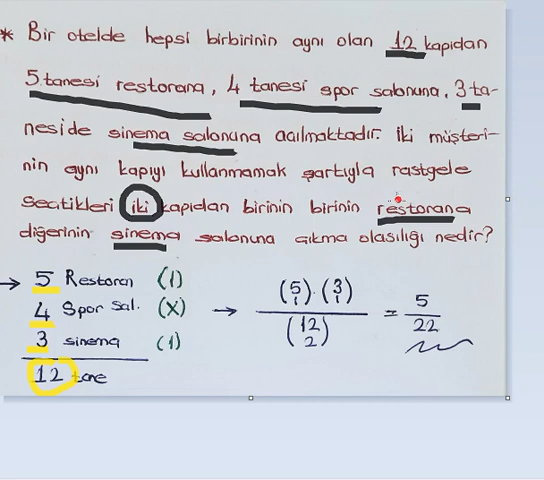 * Bir otelde hepsi birbirinin aynı olan 12 kapıdan
5 tanesi restorana, 4 tanesi spor salonuna, 3 ta-
neside sinema salonuna açılmaktadır. İki müşteri-
nin aynı kapıyı kullanmamak şartıyla rastgele
seçtikleri iki kapıdan birinin birinin restorana
diğerinin sinema salonuna çıkma olasılığı nedir?
→ 5 Restoran (1)
4 Spor Sal. (X) → (5 1) . (3 1) / (12 2) = 5/22
3 sinema (1)
12 tane